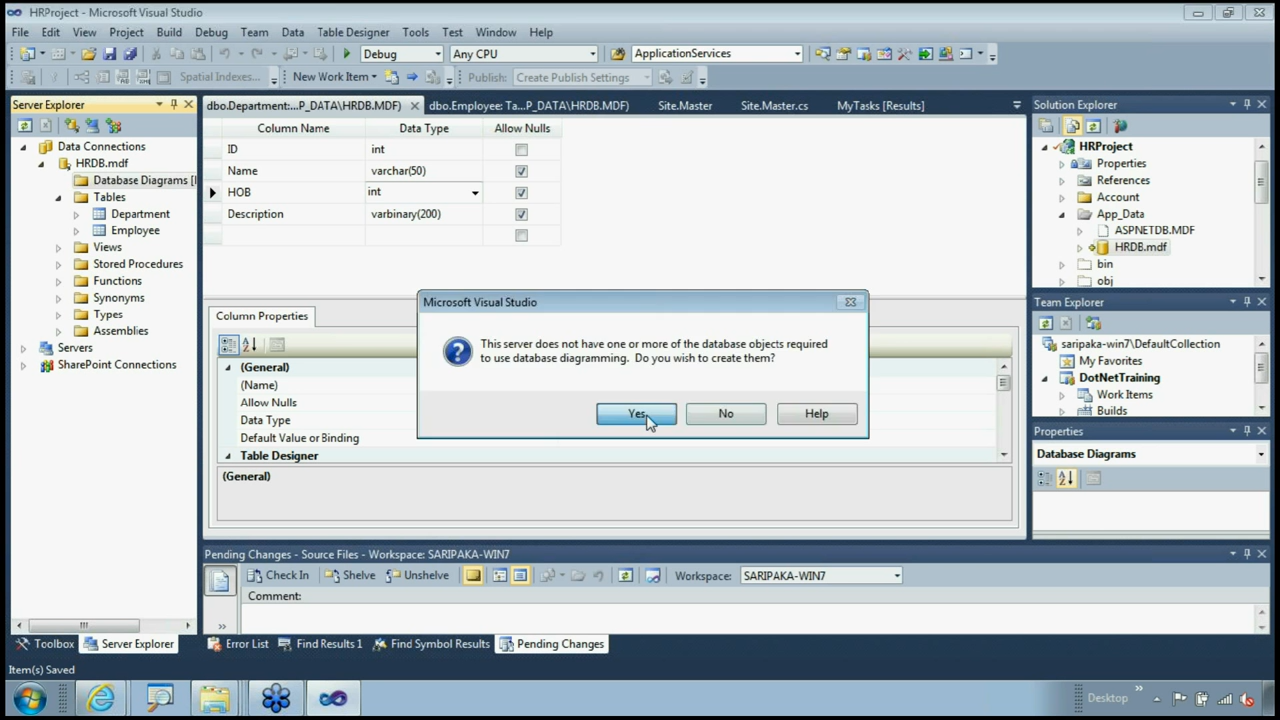 HRProject - Microsoft Visual Studio
File Edit View Project Build Debug Team Data Table Designer Tools Test Window Help
Debug Any CPU ApplicationServices
Spatial Indexes... New Work Item Publish: Create Publish Settings
Server Explorer
Data Connections
HRDB.mdf
Database Diagrams [
Tables
Department
Employee
Views
Stored Procedures
Functions
Synonyms
Types
Assemblies
Servers
SharePoint Connections
Toolbox Server Explorer
dbo.Department:...P_DATA\HRDB.MDF) dbo.Employee: Ta...P_DATA\HRDB.MDF) Site.Master Site.Master.cs MyTasks [Results]
Column Name Data Type Allow Nulls
ID int
Name varchar(50)
HOB int
Description varbinary(200)
Column Properties
(General)
(Name)
Allow Nulls
Data Type
Default Value or Binding
Table Designer
(General)
Microsoft Visual Studio
This server does not have one or more of the database objects required
to use database diagramming. Do you wish to create them?
Yes No Help
Pending Changes - Source Files - Workspace: SARIPAKA-WIN7
Check In Shelve Unshelve Workspace: SARIPAKA-WIN7
Comment:
Error List Find Results 1 Find Symbol Results Pending Changes
Solution Explorer
HRProject
Properties
References
Account
App_Data
ASPNETDB.MDF
HRDB.mdf
bin
obj
Team Explorer
saripaka-win7\DefaultCollection
My Favorites
DotNetTraining
Work Items
Builds
Properties
Database Diagrams
Item(s) Saved
Desktop